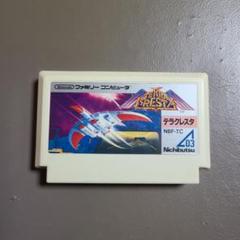 Nintendo ファミリー コンピュータ
TERRA CRESTA
テラクレスタ
NBF-TC
03
Nichibutsu